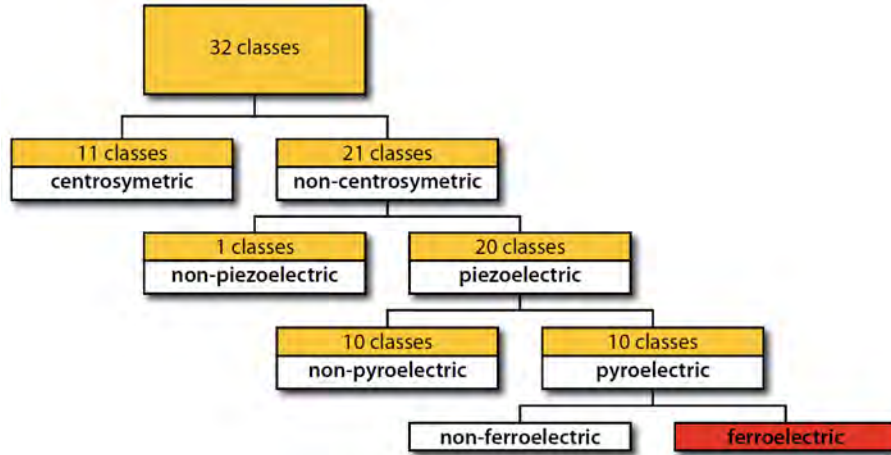 32 classes
11 classes
centrosymetric
21 classes
non-centrosymetric
1 classes
non-piezoelectric
20 classes
piezoelectric
10 classes
non-pyroelectric
10 classes
pyroelectric
non-ferroelectric
ferroelectric